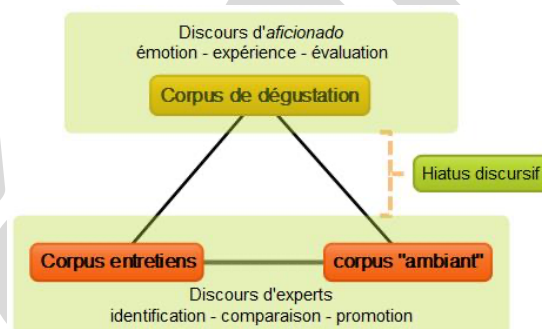 Discours d'aficionado
émotion - expérience - évaluation
Corpus de dégustation
Hiatus discursif
Corpus entretiens
corpus "ambiant"
Discours d'experts
identification - comparaison - promotion